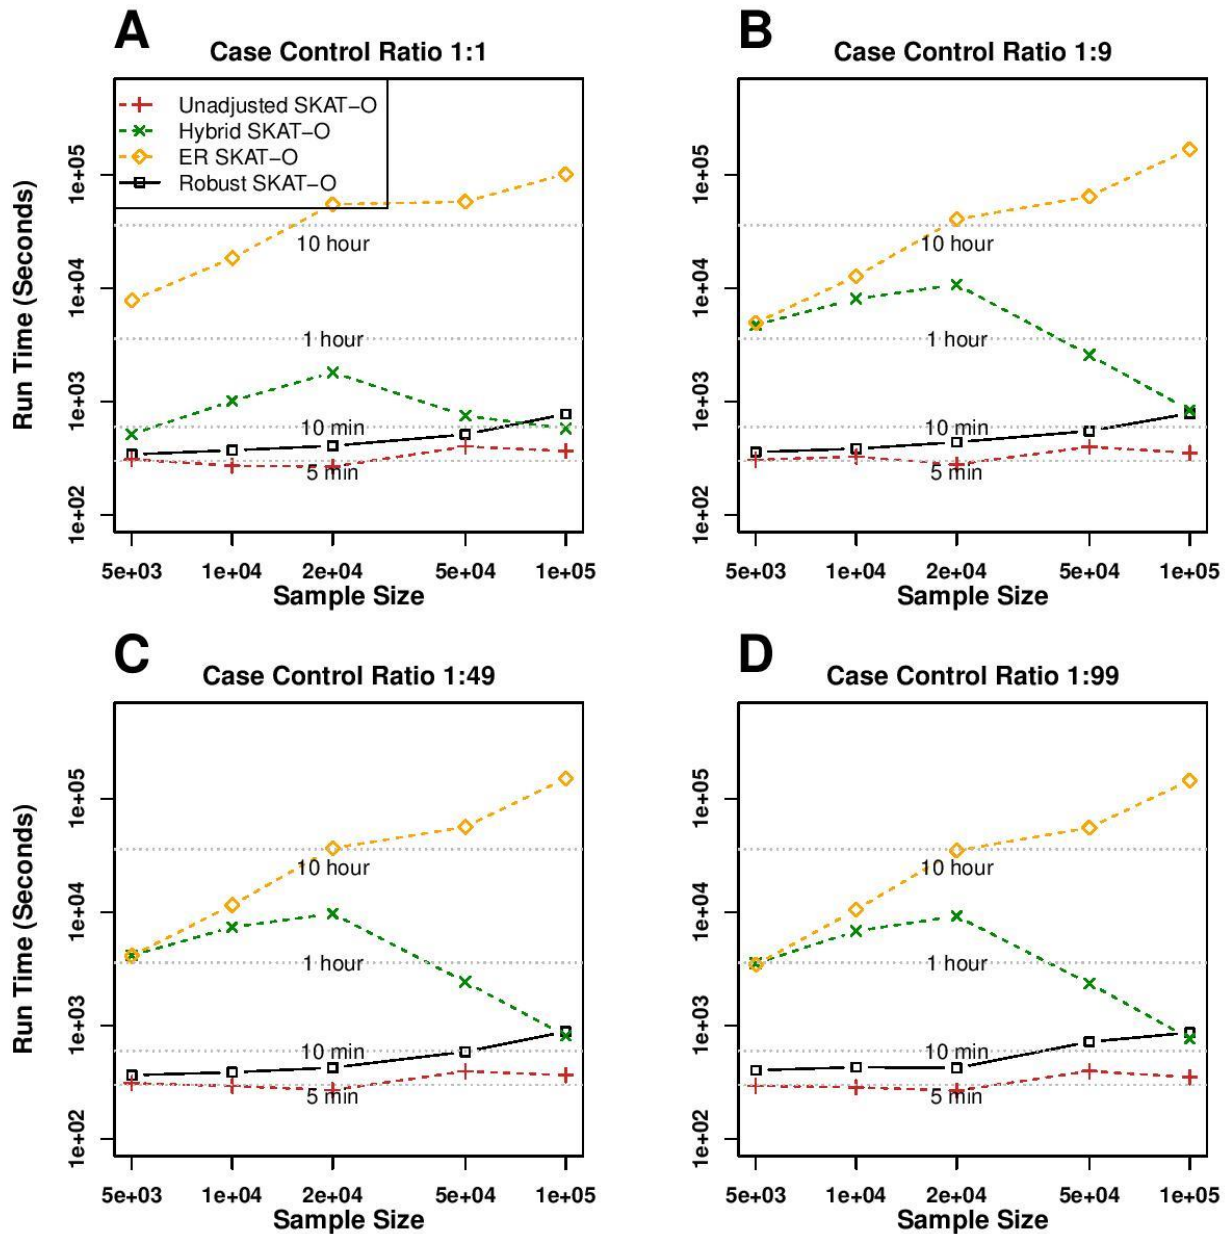 A
Case Control Ratio 1:1
Unadjusted SKAT−O
Hybrid SKAT−O
ER SKAT−O
Robust SKAT−O
Run Time (Seconds)
1e+05
1e+04
1e+03
1e+02
10 hour
1 hour
10 min
5 min
5e+03 1e+04 2e+04 5e+04 1e+05
Sample Size
B
Case Control Ratio 1:9
1e+05
1e+04
1e+03
1e+02
10 hour
1 hour
10 min
5 min
5e+03 1e+04 2e+04 5e+04 1e+05
Sample Size
C
Case Control Ratio 1:49
Run Time (Seconds)
1e+05
1e+04
1e+03
1e+02
10 hour
1 hour
10 min
5 min
5e+03 1e+04 2e+04 5e+04 1e+05
Sample Size
D
Case Control Ratio 1:99
1e+05
1e+04
1e+03
1e+02
10 hour
1 hour
10 min
5 min
5e+03 1e+04 2e+04 5e+04 1e+05
Sample Size